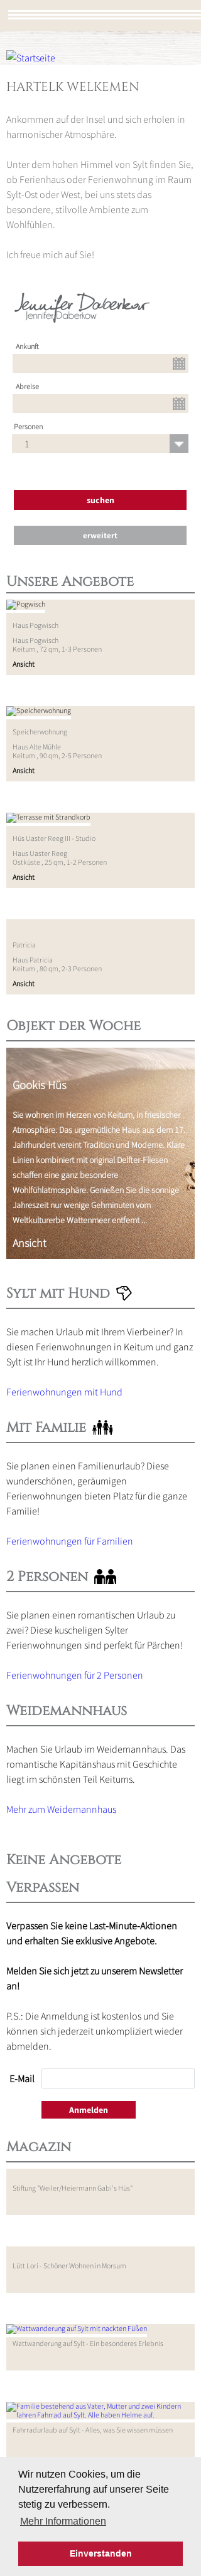 Startseite
HARTELK WELKEMEN
Ankommen auf der Insel und sich erholen in
harmonischer Atmosphäre.
Unter dem hohen Himmel von Sylt finden Sie,
ob Ferienhaus oder Ferienwohnung im Raum
Sylt-Ost oder West, bei uns stets das
besondere, stilvolle Ambiente zum
Wohlfühlen.
Ich freue mich auf Sie!
Jennifer Daberkow
Jennifer Daberkow
Ankunft
Abreise
Personen
1
suchen
erweitert
Unsere Angebote
Pogwisch
Haus Pogwisch
Haus Pogwisch
Keitum , 72 qm, 1-3 Personen
Ansicht
Speicherwohnung
Speicherwohnung
Haus Alte Mühle
Keitum , 90 qm, 2-5 Personen
Ansicht
Terrasse mit Strandkorb
Hüs Uaster Reeg III - Studio
Haus Uaster Reeg
Ostküste , 25 qm, 1-2 Personen
Ansicht
Patricia
Haus Patricia
Keitum , 80 qm, 2-3 Personen
Ansicht
Objekt der Woche
Gookis Hüs
Sie wohnen im Herzen von Keitum, in friesischer
Atmosphäre. Das urgemütliche Haus aus dem 17.
Jahrhundert vereint Tradition und Moderne. Klare
Linien kombiniert mit original Delfter-Fliesen
schaffen eine ganz besondere
Wohlfühlatmosphäre. Genießen Sie die sonnige
Jahreszeit nur wenige Gehminuten vom
Weltkulturerbe Wattenmeer entfernt ...
Ansicht
Sylt mit Hund
Sie machen Urlaub mit Ihrem Vierbeiner? In
diesen Ferienwohnungen in Keitum und ganz
Sylt ist Ihr Hund herzlich willkommen.
Ferienwohnungen mit Hund
Mit Familie
Sie planen einen Familienurlaub? Diese
wunderschönen, geräumigen
Ferienwohnungen bieten Platz für die ganze
Familie!
Ferienwohnungen für Familien
2 Personen
Sie planen einen romantischen Urlaub zu
zwei? Diese kuscheligen Sylter
Ferienwohnungen sind perfekt für Pärchen!
Ferienwohnungen für 2 Personen
Weidemannhaus
Machen Sie Urlaub im Weidemannhaus. Das
romantische Kapitänshaus mit Geschichte
liegt im schönsten Teil Keitums.
Mehr zum Weidemannhaus
Keine Angebote
Verpassen
Verpassen Sie keine Last-Minute-Aktionen
und erhalten Sie exklusive Angebote.
Melden Sie sich jetzt zu unserem Newsletter
an!
P.S.: Die Anmeldung ist kostenlos und Sie
können sich jederzeit unkompliziert wieder
abmelden.
E-Mail
Anmelden
Magazin
Stiftung "Weiler/Heiermann Gabi's Hüs"
Lütt Lori - Schöner Wohnen in Morsum
Wattwanderung auf Sylt mit nackten Füßen
Wattwanderung auf Sylt - Ein besonderes Erlebnis
Familie bestehend aus Vater, Mutter und zwei Kindern
fahren Fahrrad auf Sylt. Alle haben Helme auf.
Fahrradurlaub auf Sylt - Alles, was Sie wissen müssen
Wir nutzen Cookies, um die
Nutzererfahrung auf unserer Seite
stetig zu verbessern.
Mehr Informationen
Einverstanden